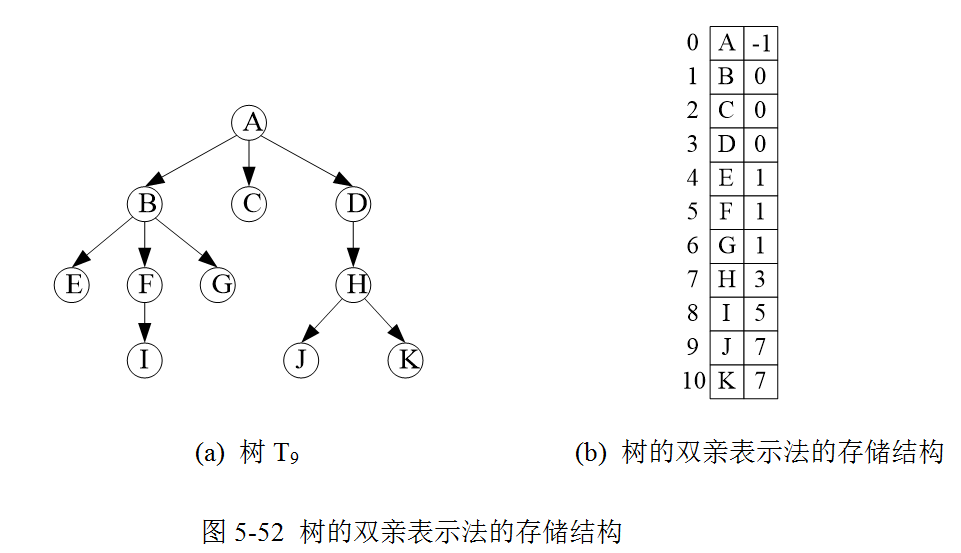 A
B C D
E F G H
I J K
0 A -1
1 B 0
2 C 0
3 D 0
4 E 1
5 F 1
6 G 1
7 H 3
8 I 5
9 J 7
10 K 7
(a) 树 T₉
(b) 树的双亲表示法的存储结构
图 5-52 树的双亲表示法的存储结构